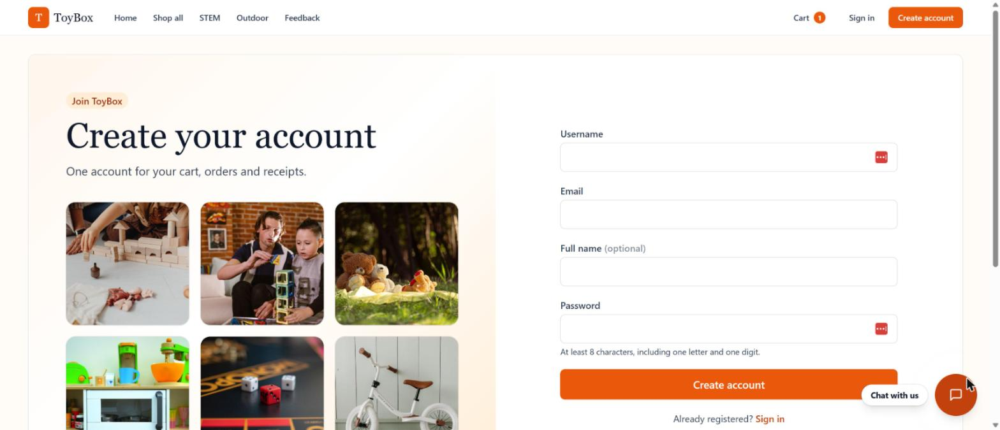 T ToyBox Home Shop all STEM Outdoor Feedback Cart 1 Sign in Create account
Join ToyBox
Create your account
One account for your cart, orders and receipts.
Username
Email
Full name (optional)
Password
At least 8 characters, including one letter and one digit.
Create account
Chat with us
Already registered? Sign in